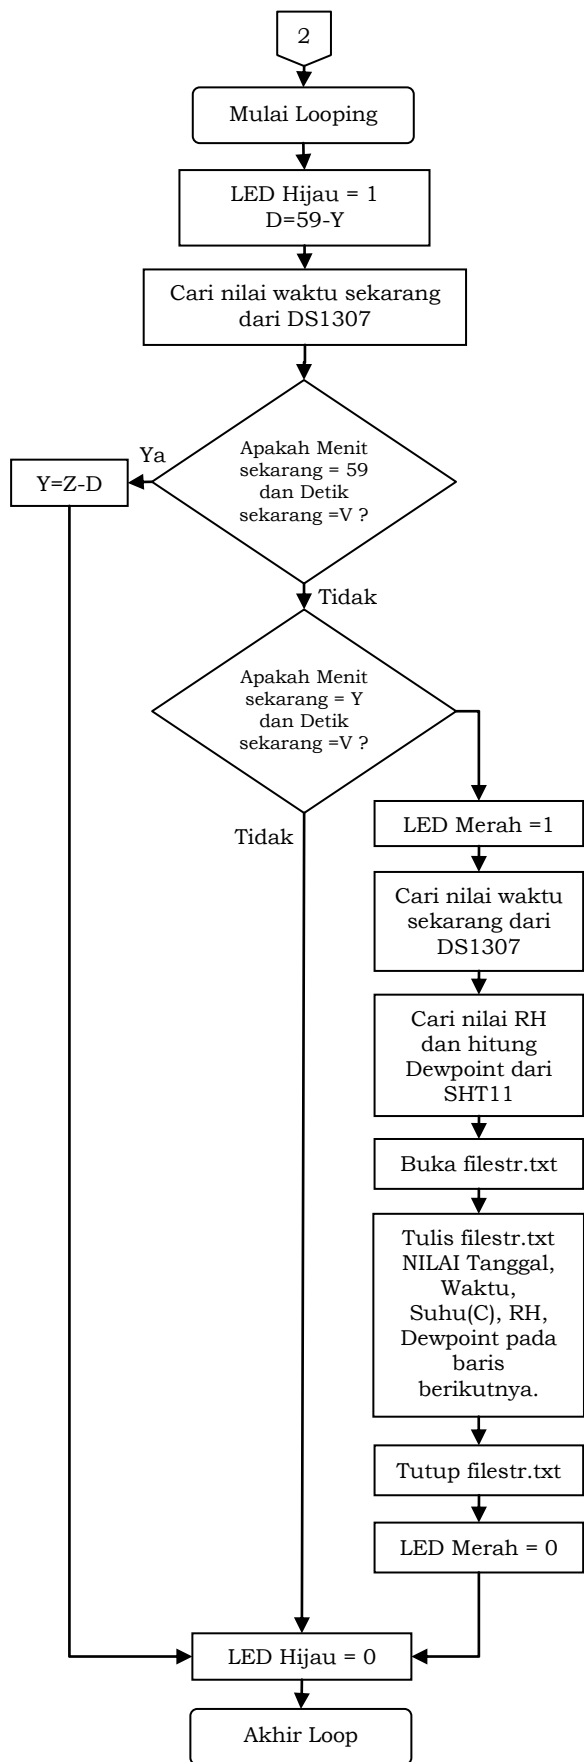 2
Mulai Looping
LED Hijau = 1
D=59-Y
Cari nilai waktu sekarang
dari DS1307
Apakah Menit
sekarang = 59
dan Detik
sekarang =V ?
Ya
Y=Z-D
Tidak
Apakah Menit
sekarang = Y
dan Detik
sekarang =V ?
Tidak
LED Merah =1
Cari nilai waktu
sekarang dari
DS1307
Cari nilai RH
dan hitung
Dewpoint dari
SHT11
Buka filestr.txt
Tulis filestr.txt
NILAI Tanggal,
Waktu,
Suhu(C), RH,
Dewpoint pada
baris
berikutnya.
Tutup filestr.txt
LED Merah = 0
LED Hijau = 0
Akhir Loop